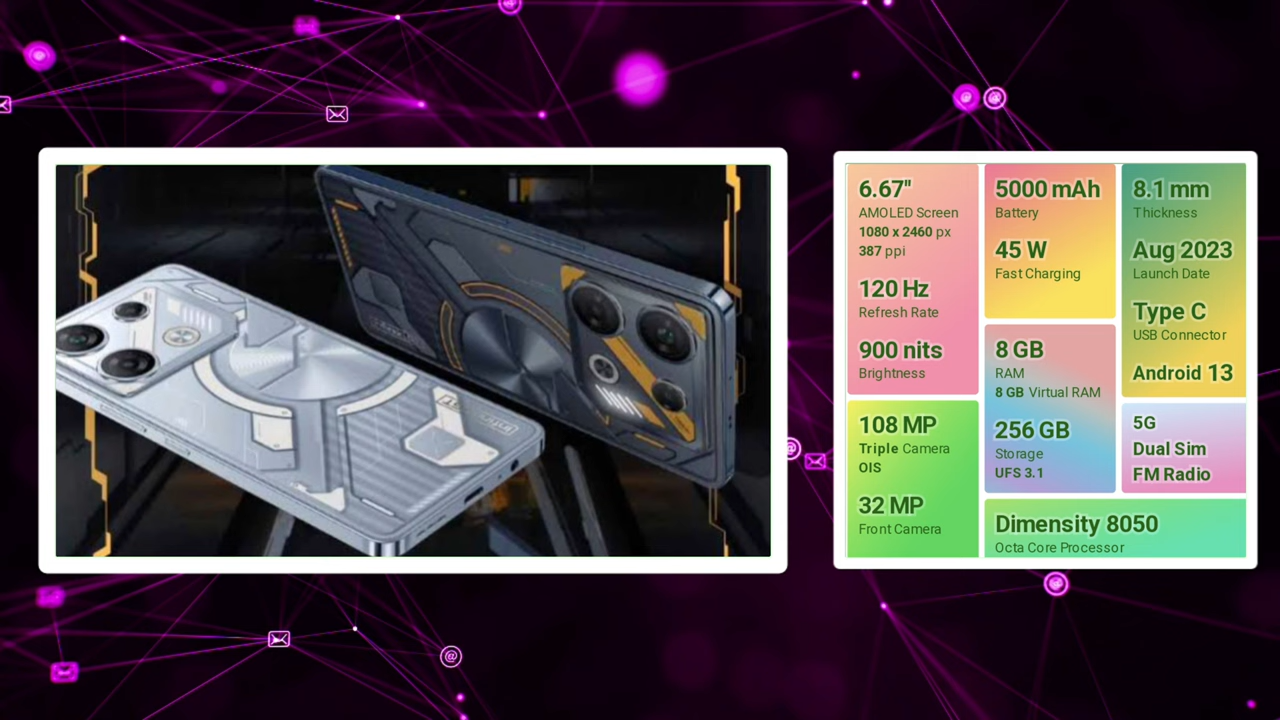 6.67"
AMOLED Screen
1080 x 2460 px
387 ppi
120 Hz
Refresh Rate
900 nits
Brightness
108 MP
Triple Camera
OIS
32 MP
Front Camera
5000 mAh
Battery
45 W
Fast Charging
8 GB
RAM
8 GB Virtual RAM
256 GB
Storage
UFS 3.1
8.1 mm
Thickness
Aug 2023
Launch Date
Type C
USB Connector
Android 13
5G
Dual Sim
FM Radio
Dimensity 8050
Octa Core Processor